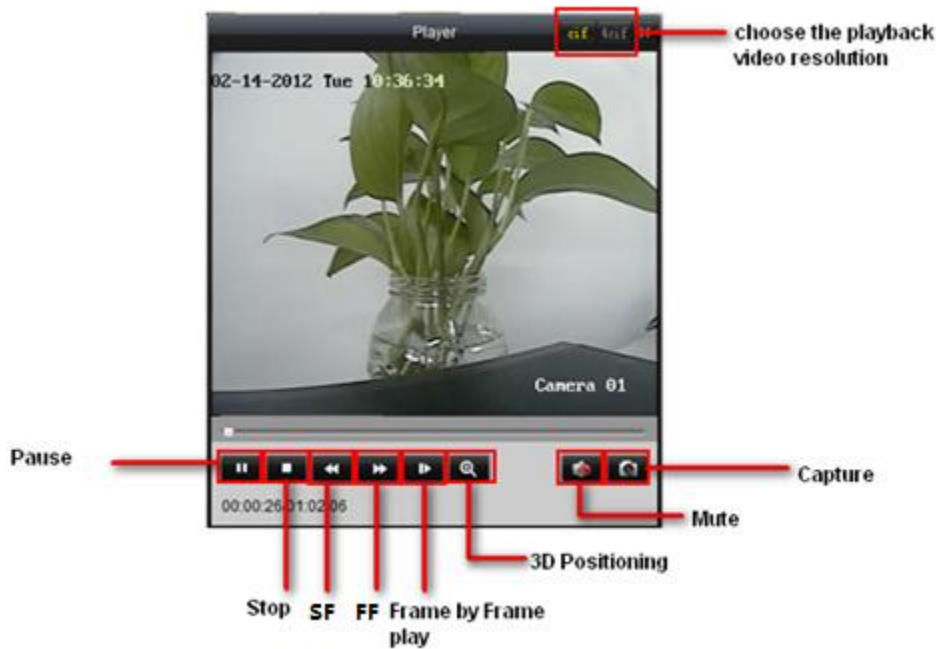 Player
cif 4cif
choose the playback
video resolution
02-14-2012 Tue 10:36:34
Camera 01
Pause
Capture
00:00:26/01:02:06
Mute
3D Positioning
Stop
SF
FF
Frame by Frame
play